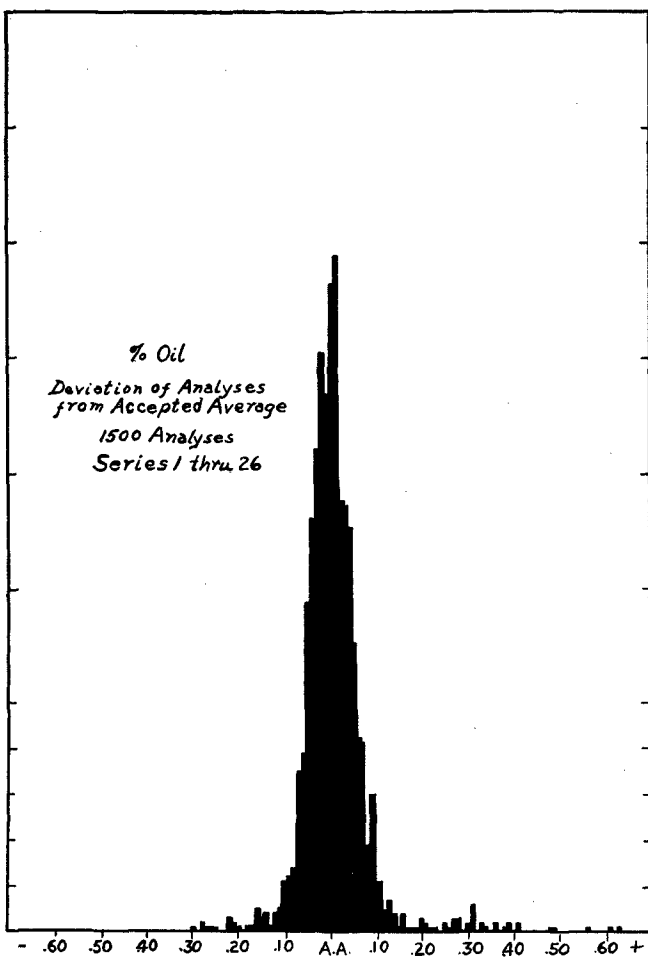 % Oil
Deviation of Analyses
from Accepted Average
1500 Analyses
Series 1 thru 26
- .60 .50 .40 .30 .20 .10 A.A. .10 .20 .30 .40 .50 .60 +